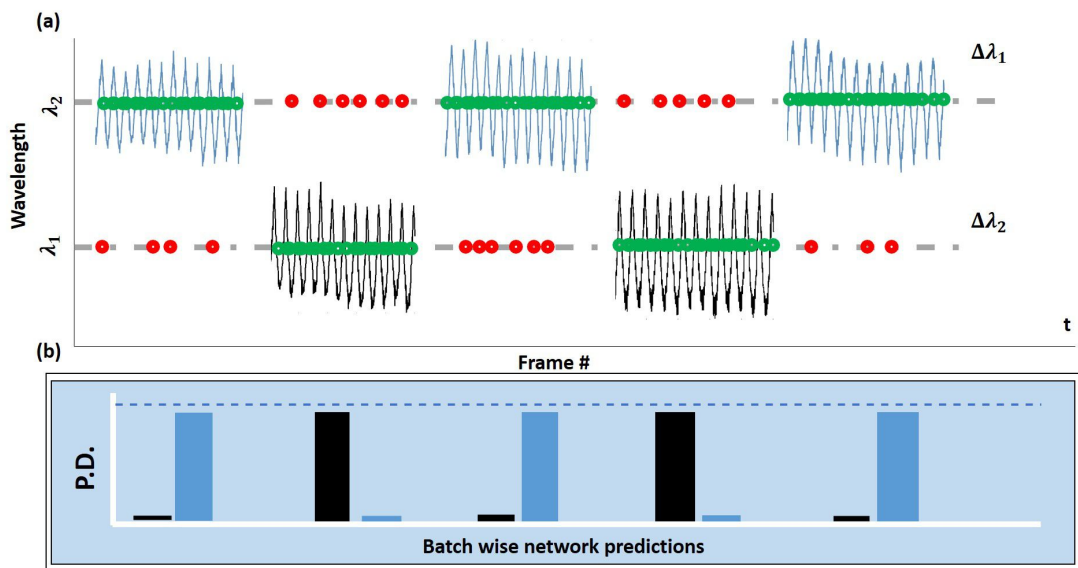 (a)
Δλ₁
λ₂
Wavelength
λ₁
Δλ₂
t
(b)
Frame #
P.D.
Batch wise network predictions